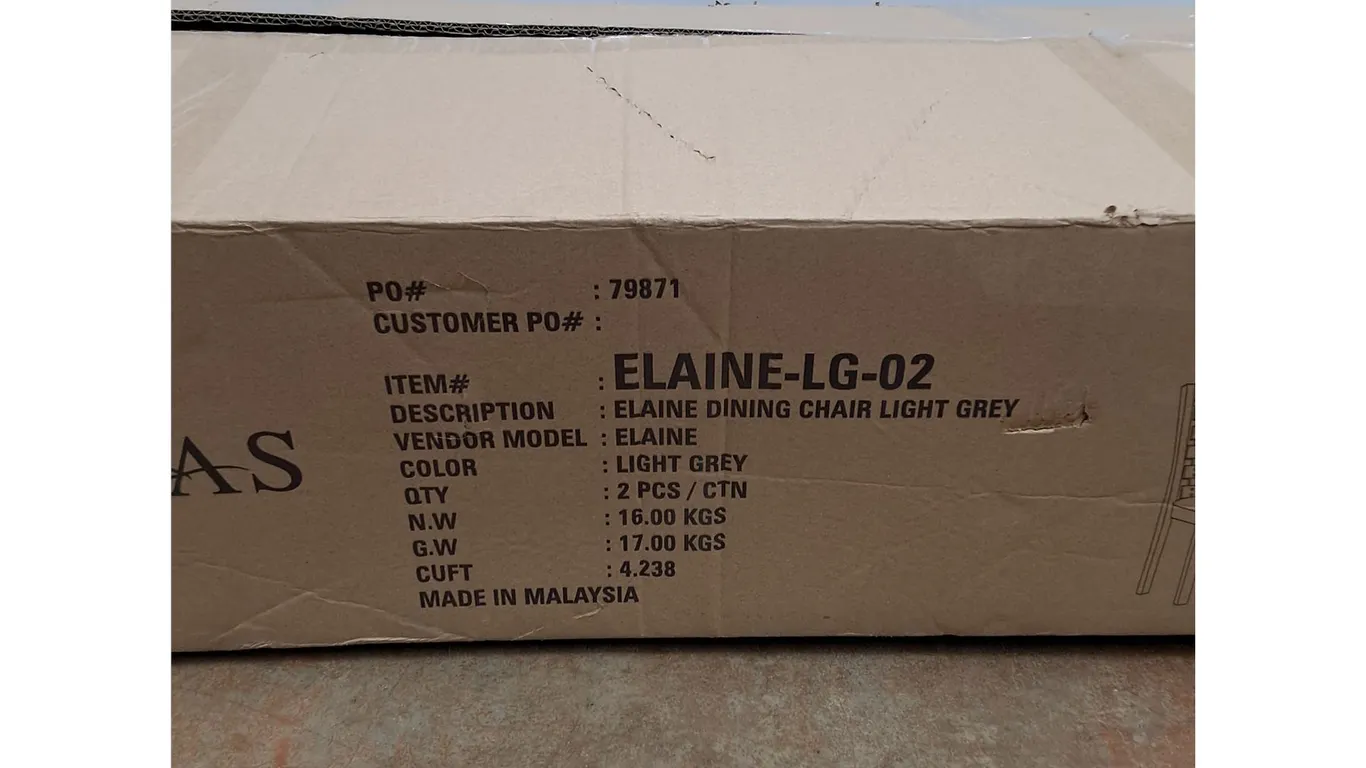 PO# : 79871
CUSTOMER PO# :
ITEM# : ELAINE-LG-02
DESCRIPTION : ELAINE DINING CHAIR LIGHT GREY
VENDOR MODEL : ELAINE
COLOR : LIGHT GREY
QTY : 2 PCS / CTN
N.W : 16.00 KGS
G.W : 17.00 KGS
CUFT : 4.238
MADE IN MALAYSIA
AS